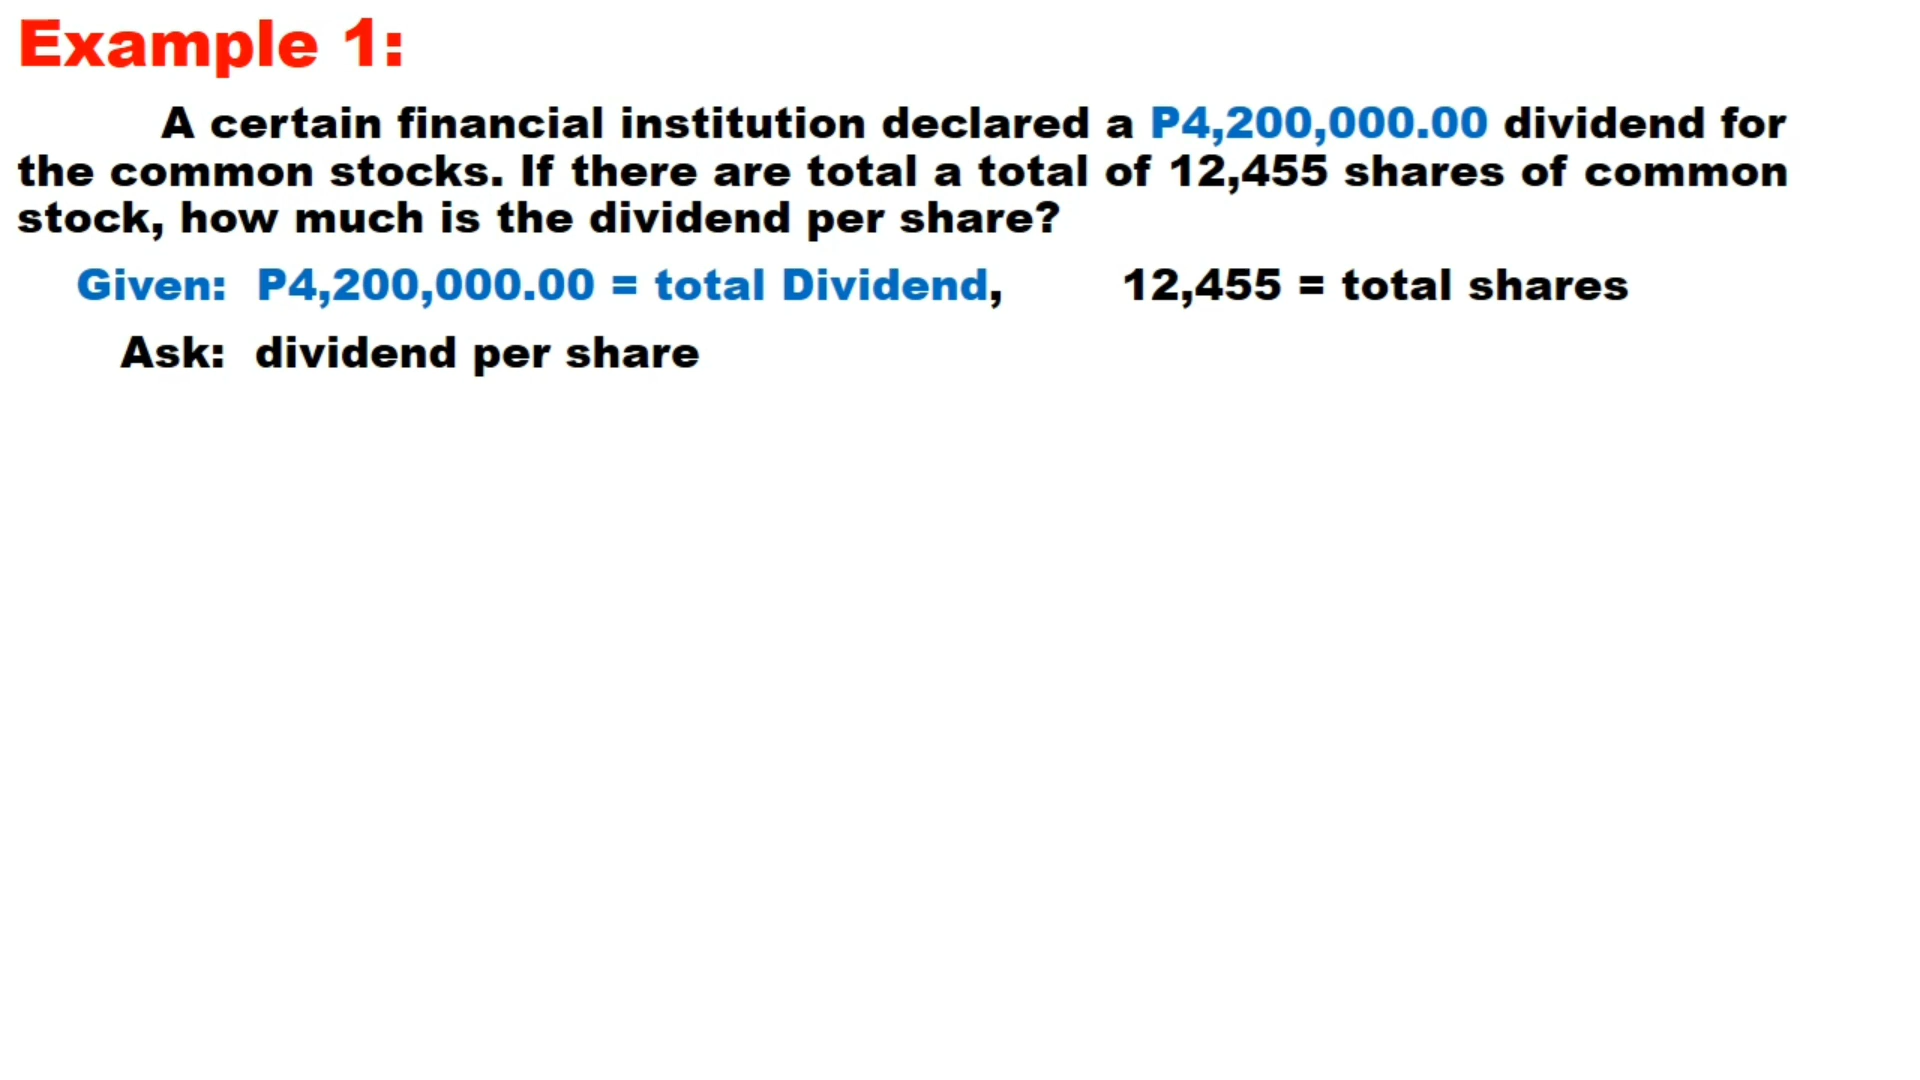 Example 1:
A certain financial institution declared a P4,200,000.00 dividend for
the common stocks. If there are total a total of 12,455 shares of common
stock, how much is the dividend per share?
Given: P4,200,000.00 = total Dividend, 12,455 = total shares
Ask: dividend per share